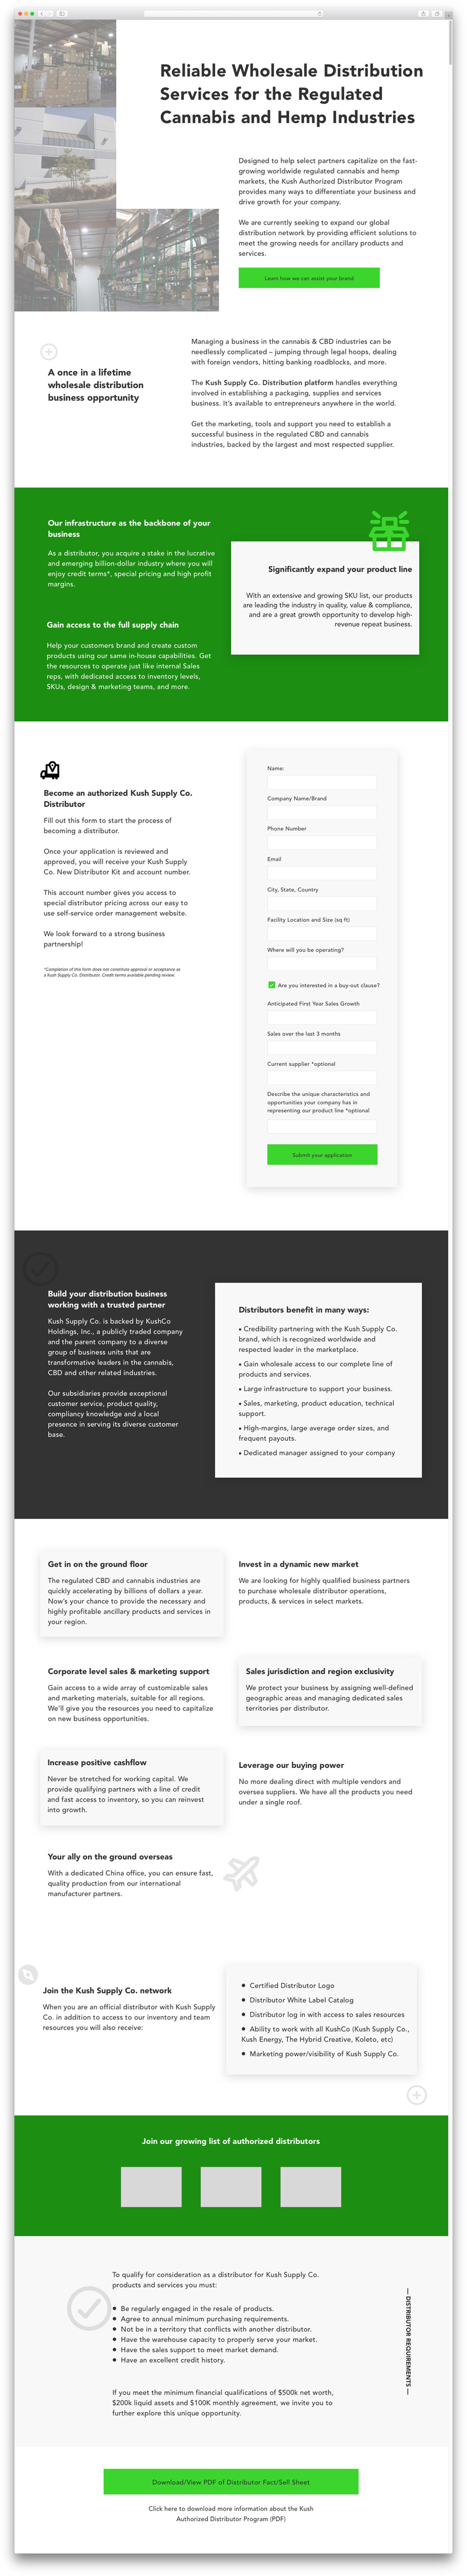 Reliable Wholesale Distribution
Services for the Regulated
Cannabis and Hemp Industries
Designed to help select partners capitalize on the fast-
growing worldwide regulated cannabis and hemp
markets, the Kush Authorized Distributor Program
provides many ways to differentiate your business and
drive growth for your company.
We are currently seeking to expand our global
distribution network by providing efficient solutions to
meet the growing needs for ancillary products and
services.
Learn how we can assist your brand
A once in a lifetime
wholesale distribution
business opportunity
Managing a business in the cannabis & CBD industries can be
needlessly complicated – jumping through legal hoops, dealing
with foreign vendors, hitting banking roadblocks, and more.
The Kush Supply Co. Distribution platform handles everything
involved in establishing a packaging, supplies and services
business. It's available to entrepreneurs anywhere in the world.
Get the marketing, tools and support you need to establish a
successful business in the regulated CBD and cannabis
industries, backed by the largest and most respected supplier.
Our infrastructure as the backbone of your
business
As a distributor, you acquire a stake in the lucrative
and emerging billion-dollar industry where you will
enjoy credit terms*, special pricing and high profit
margins.
Gain access to the full supply chain
Help your customers brand and create custom
products using our same in-house capabilities. Get
the resources to operate just like internal Sales
reps, with dedicated access to inventory levels,
SKUs, design & marketing teams, and more.
Significantly expand your product line
With an extensive and growing SKU list, our products
are leading the industry in quality, value & compliance,
and are a great growth opportunity to develop high-
revenue repeat business.
Become an authorized Kush Supply Co.
Distributor
Fill out this form to start the process of
becoming a distributor.
Once your application is reviewed and
approved, you will receive your Kush Supply
Co. New Distributor Kit and account number.
This account number gives you access to
special distributor pricing across our easy to
use self-service order management website.
We look forward to a strong business
partnership!
*Completion of this form does not constitute approval or acceptance as
a Kush Supply Co. Distributor. Credit terms available pending review.
Name:
Company Name/Brand
Phone Number
Email
City, State, Country
Facility Location and Size (sq ft)
Where will you be operating?
Are you interested in a buy-out clause?
Anticipated First Year Sales Growth
Sales over the last 3 months
Current supplier *optional
Describe the unique characteristics and
opportunities your company has in
representing our product line *optional
Submit your application
Build your distribution business
working with a trusted partner
Kush Supply Co. is backed by KushCo
Holdings, Inc., a publicly traded company
and the parent company to a diverse
group of business units that are
transformative leaders in the cannabis,
CBD and other related industries.
Our subsidiaries provide exceptional
customer service, product quality,
compliancy knowledge and a local
presence in serving its diverse customer
base.
Distributors benefit in many ways:
• Credibility partnering with the Kush Supply Co.
brand, which is recognized worldwide and
respected leader in the marketplace.
• Gain wholesale access to our complete line of
products and services.
• Large infrastructure to support your business.
• Sales, marketing, product education, technical
support.
• High-margins, large average order sizes, and
frequent payouts.
• Dedicated manager assigned to your company
Get in on the ground floor
The regulated CBD and cannabis industries are
quickly accelerating by billions of dollars a year.
Now's your chance to provide the necessary and
highly profitable ancillary products and services in
your region.
Invest in a dynamic new market
We are looking for highly qualified business partners
to purchase wholesale distributor operations,
products, & services in select markets.
Corporate level sales & marketing support
Gain access to a wide array of customizable sales
and marketing materials, suitable for all regions.
We'll give you the resources you need to capitalize
on new business opportunities.
Sales jurisdiction and region exclusivity
We protect your business by assigning well-defined
geographic areas and managing dedicated sales
territories per distributor.
Increase positive cashflow
Never be stretched for working capital. We
provide qualifying partners with a line of credit
and fast access to inventory, so you can reinvest
into growth.
Leverage our buying power
No more dealing direct with multiple vendors and
oversea suppliers. We have all the products you need
under a single roof.
Your ally on the ground overseas
With a dedicated China office, you can ensure fast,
quality production from our international
manufacturer partners.
Join the Kush Supply Co. network
When you are an official distributor with Kush Supply
Co. in addition to access to our inventory and team
resources you will also receive:
• Certified Distributor Logo
• Distributor White Label Catalog
• Distributor log in with access to sales resources
• Ability to work with all KushCo (Kush Supply Co.,
Kush Energy, The Hybrid Creative, Koleto, etc)
• Marketing power/visibility of Kush Supply Co.
Join our growing list of authorized distributors
To qualify for consideration as a distributor for Kush Supply Co.
products and services you must:
• Be regularly engaged in the resale of products.
• Agree to annual minimum purchasing requirements.
• Not be in a territory that conflicts with another distributor.
• Have the warehouse capacity to properly serve your market.
• Have the sales support to meet market demand.
• Have an excellent credit history.
If you meet the minimum financial qualifications of $500k net worth,
$200k liquid assets and $100K monthly agreement, we invite you to
further explore this unique opportunity.
— DISTRIBUTOR REQUIREMENTS —
Download/View PDF of Distributor Fact/Sell Sheet
Click here to download more information about the Kush
Authorized Distributor Program (PDF)